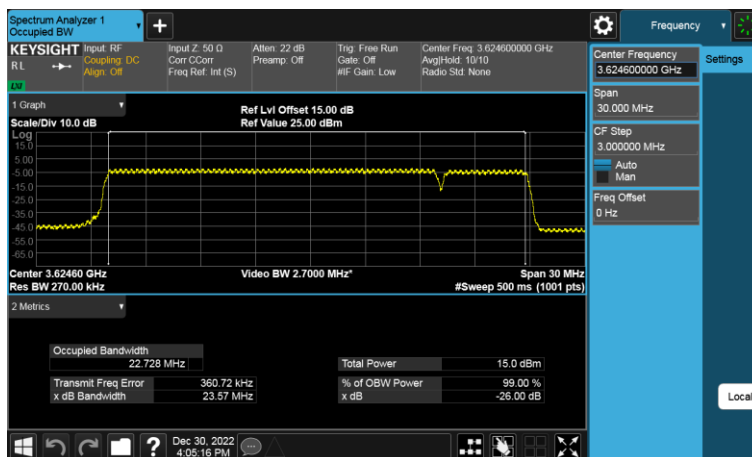 Spectrum Analyzer 1
Occupied BW
+
Frequency
KEYSIGHT
RL
Input: RF
Coupling: DC
Align: Off
Input Z: 50 Ω
Corr CCorr
Freq Ref: Int (S)
Atten: 22 dB
Preamp: Off
Trig: Free Run
Gate: Off
#IF Gain: Low
Center Freq: 3.624600000 GHz
Avg|Hold: 10/10
Radio Std: None
Center Frequency
3.624600000 GHz
Settings
Span
30.000 MHz
CF Step
3.000000 MHz
Auto
Man
Freq Offset
0 Hz
1 Graph
Scale/Div 10.0 dB
Ref Lvl Offset 15.00 dB
Ref Value 25.00 dBm
Log
15.0
5.00
-5.00
-15.0
-25.0
-35.0
-45.0
-55.0
-65.0
Center 3.62460 GHz
Video BW 2.7000 MHz*
Span 30 MHz
Res BW 270.00 kHz
#Sweep 500 ms (1001 pts)
2 Metrics
Occupied Bandwidth
22.728 MHz
Total Power 15.0 dBm
Transmit Freq Error 360.72 kHz
% of OBW Power 99.00 %
x dB Bandwidth 23.57 MHz
x dB -26.00 dB
Local
?
Dec 30, 2022
4:05:16 PM